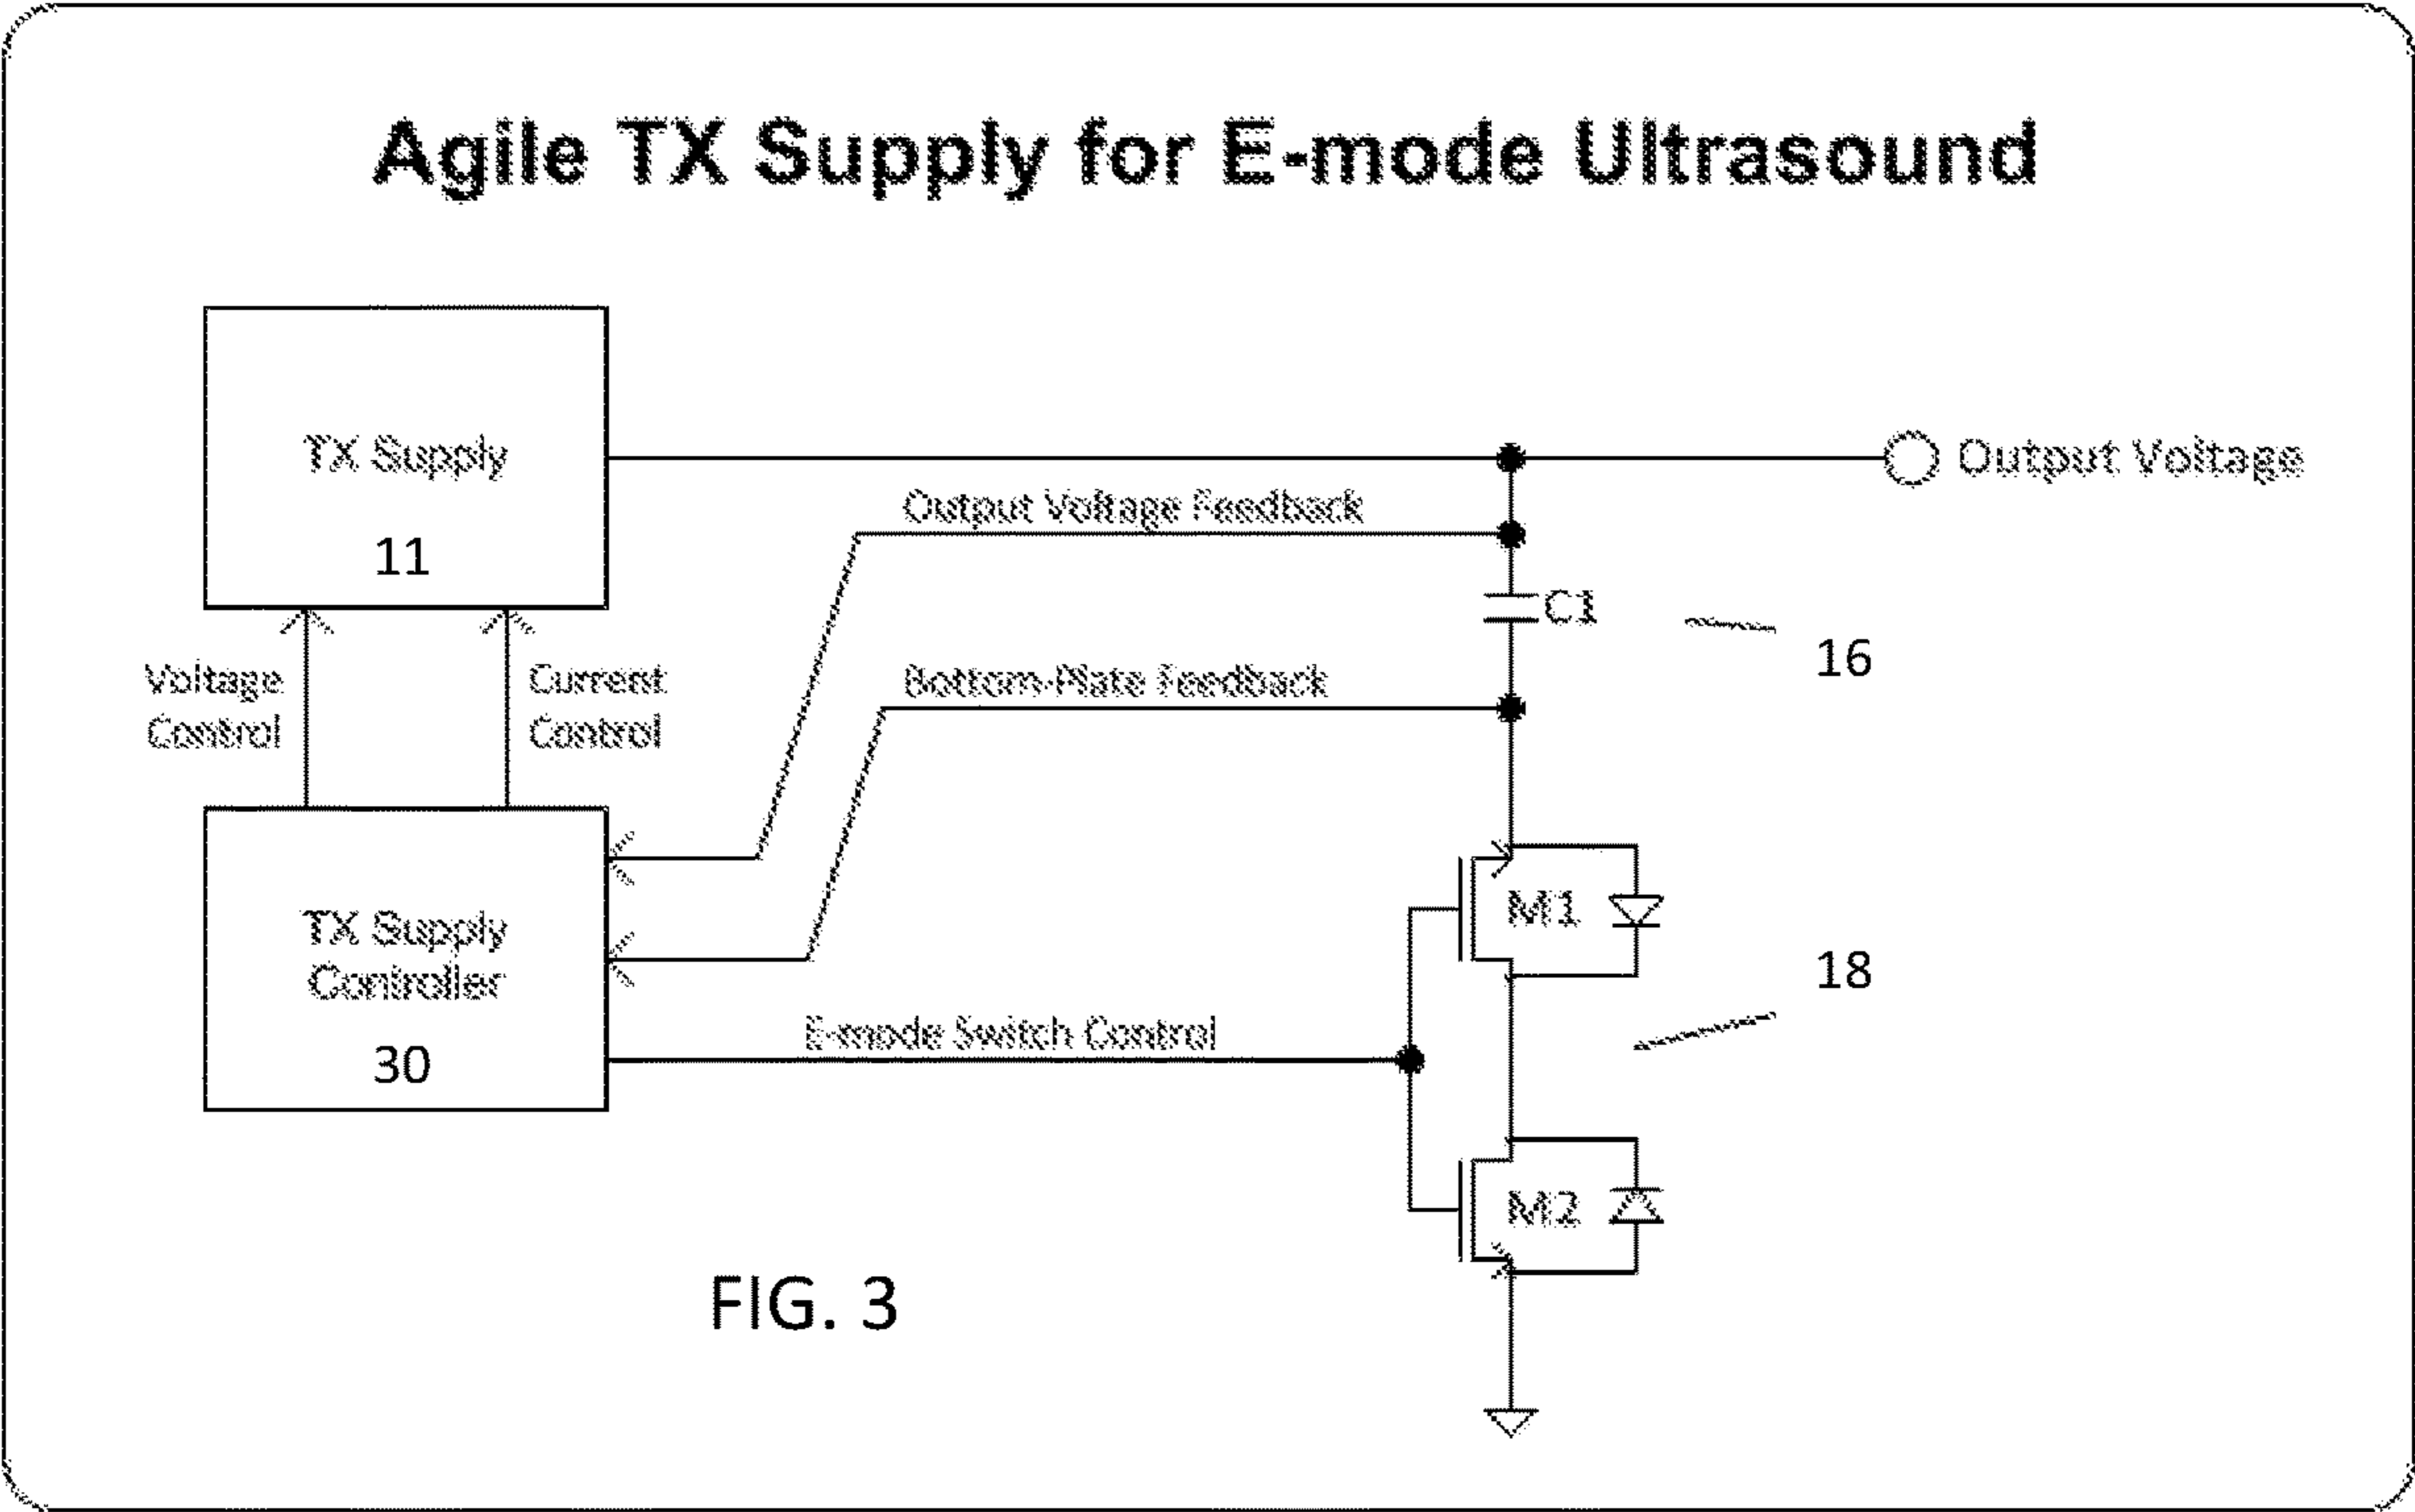 Agile TX Supply for E-mode Ultrasound
TX Supply
11
Output Voltage
Output Voltage Feedback
C1
16
Voltage
Control
Current
Control
Bottom-Plate Feedback
M1
18
TX Supply
Controller
30
E-mode Switch Control
M2
FIG. 3